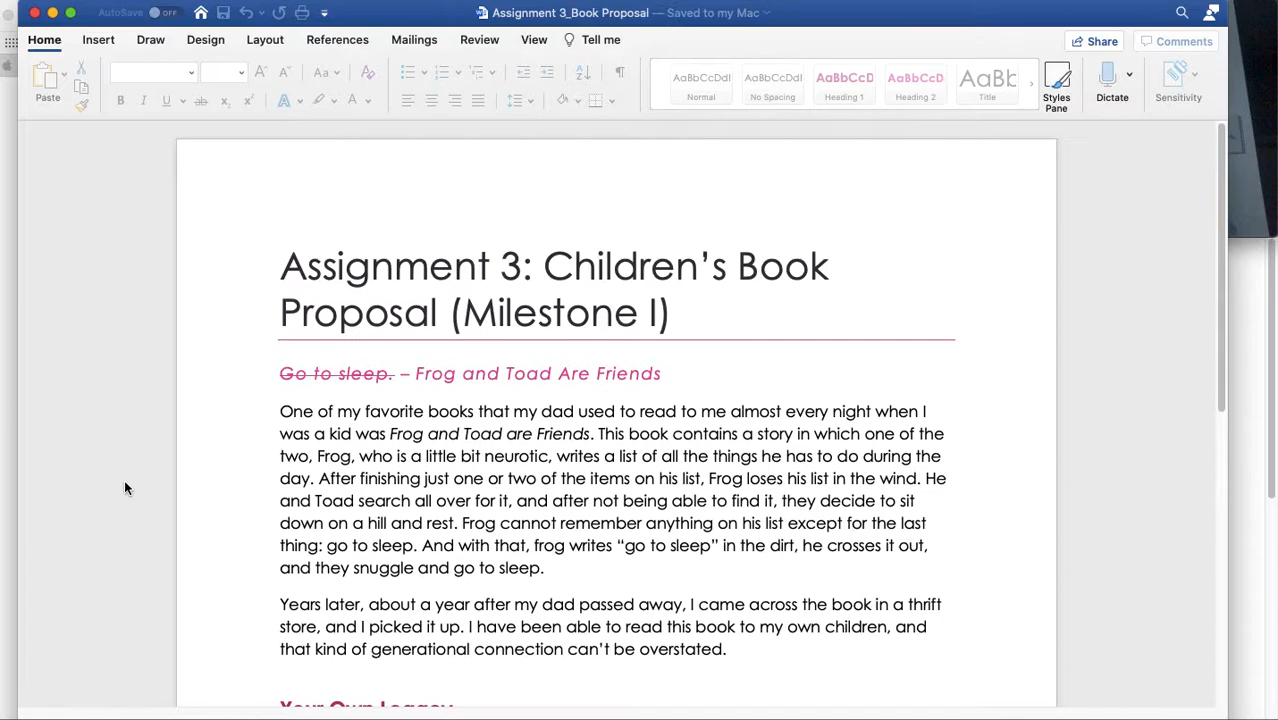 AutoSave OFF Assignment 3_Book Proposal — Saved to my Mac
Home Insert Draw Design Layout References Mailings Review View Tell me Share Comments
Paste
Aa
AaBbCcDdI AaBbCcDdI AaBbCcD AaBbCcD AaBb
Normal No Spacing Heading 1 Heading 2 Title
Styles Pane
Dictate
Sensitivity
Assignment 3: Children’s Book
Proposal (Milestone I)
Go to sleep. – Frog and Toad Are Friends
One of my favorite books that my dad used to read to me almost every night when I
was a kid was Frog and Toad are Friends. This book contains a story in which one of the
two, Frog, who is a little bit neurotic, writes a list of all the things he has to do during the
day. After finishing just one or two of the items on his list, Frog loses his list in the wind. He
and Toad search all over for it, and after not being able to find it, they decide to sit
down on a hill and rest. Frog cannot remember anything on his list except for the last
thing: go to sleep. And with that, frog writes “go to sleep” in the dirt, he crosses it out,
and they snuggle and go to sleep.
Years later, about a year after my dad passed away, I came across the book in a thrift
store, and I picked it up. I have been able to read this book to my own children, and
that kind of generational connection can’t be overstated.
Your Own Legacy